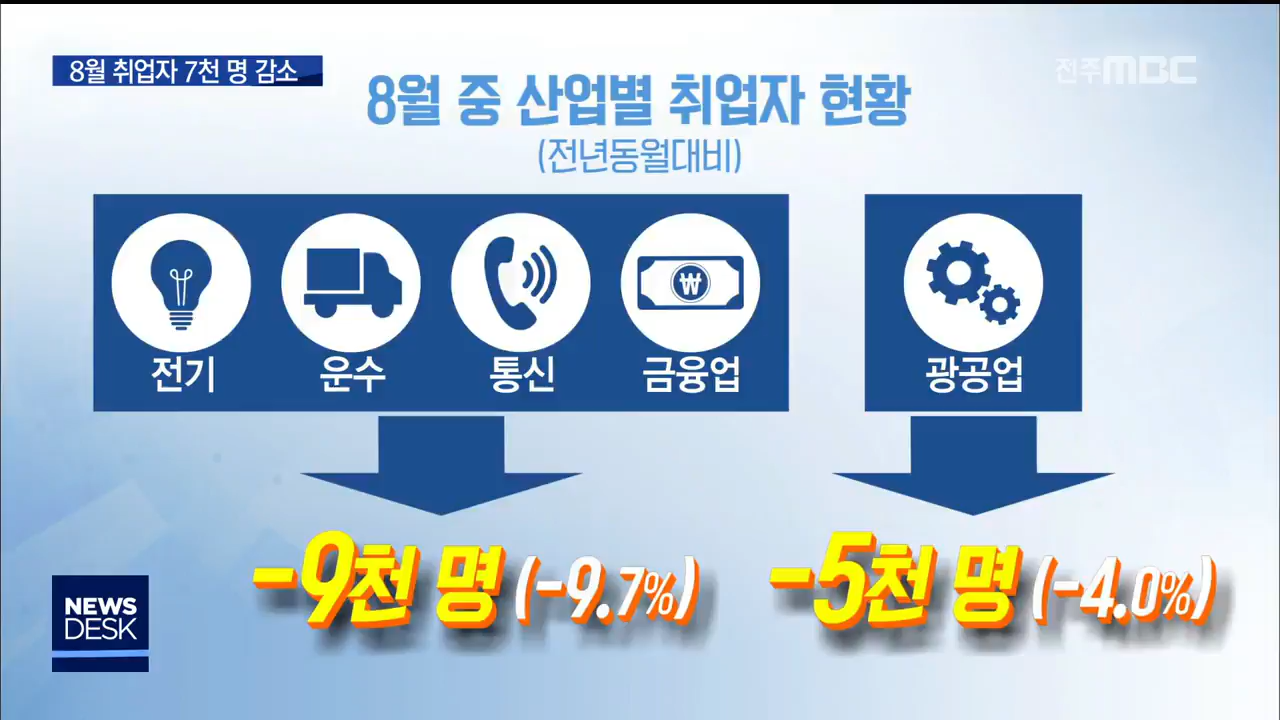 8월 취업자 7천 명 감소
전주MBC
8월 중 산업별 취업자 현황
(전년동월대비)
전기 운수 통신 금융업 광공업
₩
-9천 명 (-9.7%) -5천 명 (-4.0%)
NEWS
DESK